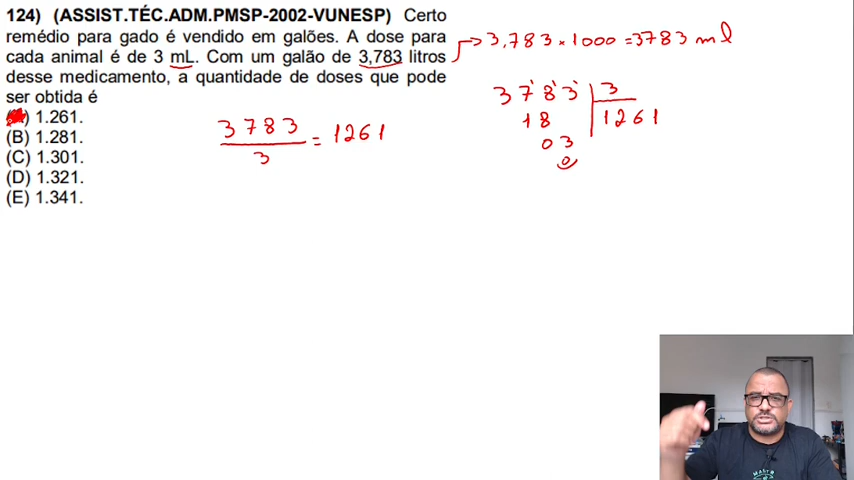 124) (ASSIST.TÉC.ADM.PMSP-2002-VUNESP) Certo
remédio para gado é vendido em galões. A dose para
cada animal é de 3 mL. Com um galão de 3,783 litros
desse medicamento, a quantidade de doses que pode
ser obtida é
) 1.261.
(B) 1.281.
(C) 1.301.
(D) 1.321.
(E) 1.341.
3783
3
= 1261
3,783 × 1000 = 3783 ml
3783 3
18 1261
03
0